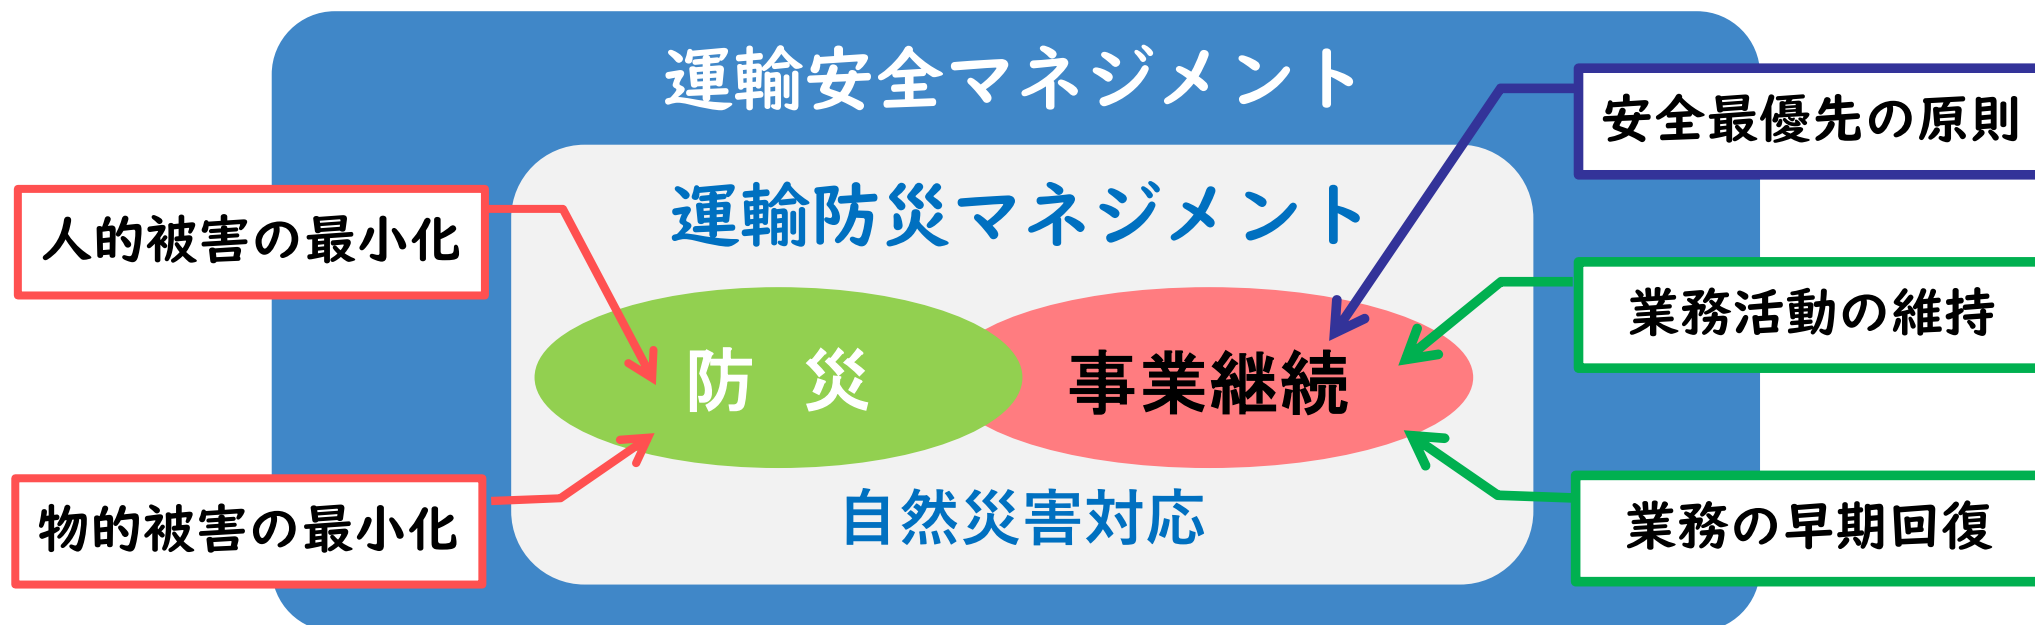 運輸安全マネジメント
安全最優先の原則
運輸防災マネジメント
人的被害の最小化
業務活動の維持
防 災
事業継続
自然災害対応
物的被害の最小化
業務の早期回復